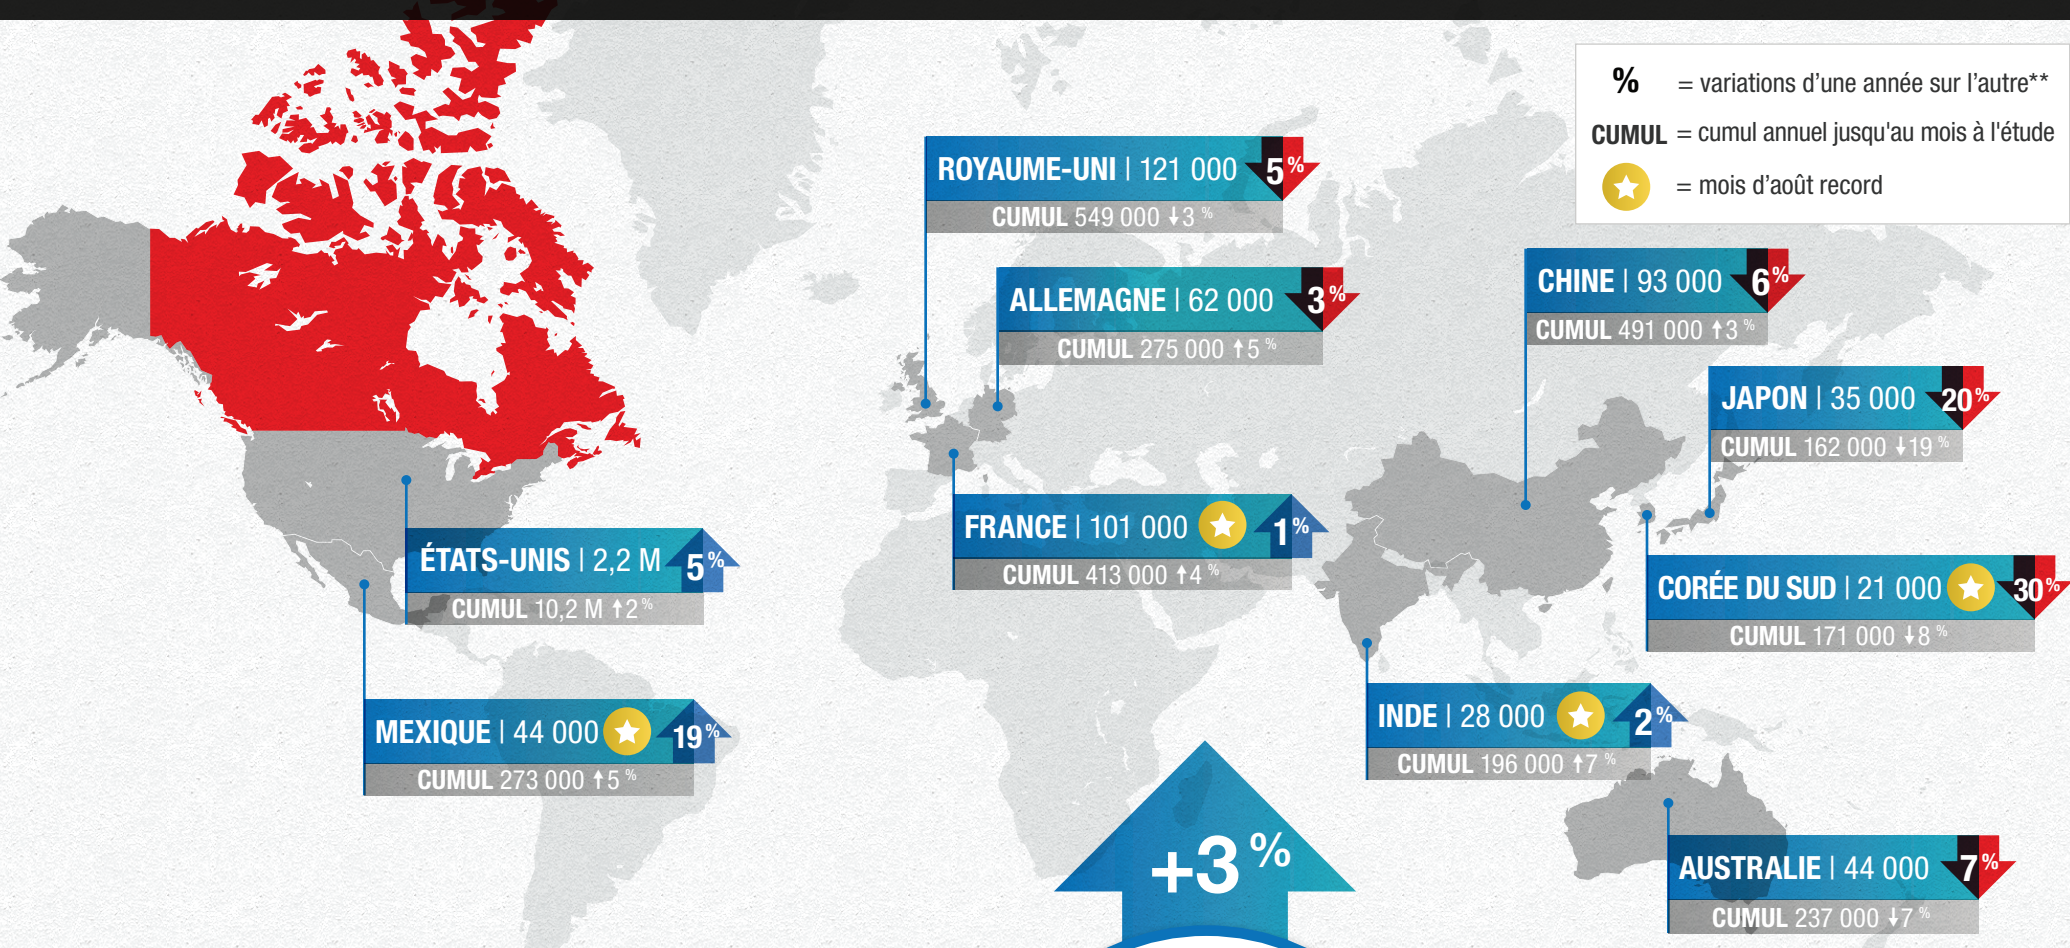 % = variations d'une année sur l'autre**
CUMUL = cumul annuel jusqu'au mois à l'étude
= mois d'août record
ROYAUME-UNI | 121 000 5%
CUMUL 549 000 ↓3 %
ALLEMAGNE | 62 000 3%
CUMUL 275 000 ↑5 %
CHINE | 93 000 6%
CUMUL 491 000 ↑3 %
JAPON | 35 000 20%
CUMUL 162 000 ↓19 %
FRANCE | 101 000 1%
CUMUL 413 000 ↑4 %
ÉTATS-UNIS | 2,2 M 5%
CUMUL 10,2 M ↑2 %
CORÉE DU SUD | 21 000 30%
CUMUL 171 000 ↓8 %
MEXIQUE | 44 000 19%
CUMUL 273 000 ↑5 %
INDE | 28 000 2%
CUMUL 196 000 ↑7 %
+3 %
AUSTRALIE | 44 000 7%
CUMUL 237 000 ↓7 %